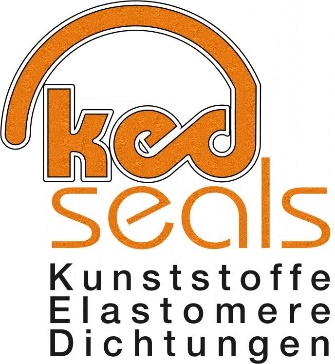 ked
seals
Kunststoffe
Elastomere
Dichtungen